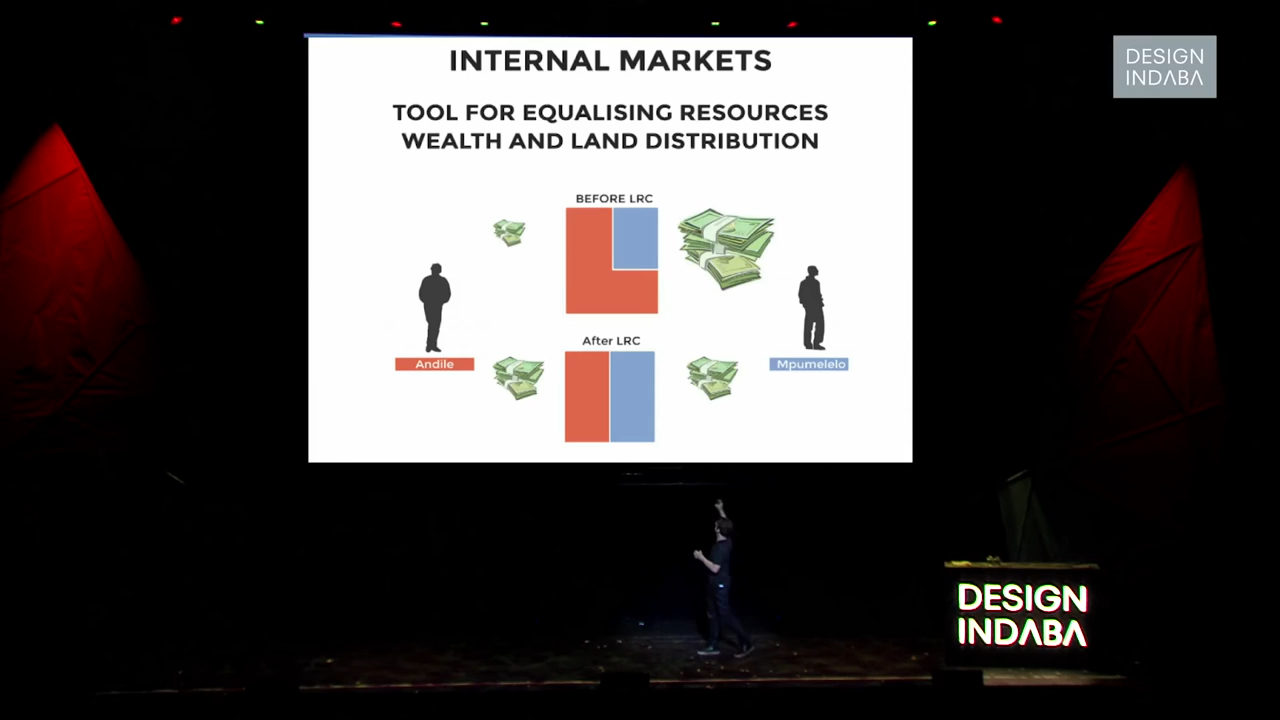 DESIGN
INDABA
INTERNAL MARKETS
TOOL FOR EQUALISING RESOURCES
WEALTH AND LAND DISTRIBUTION
BEFORE LRC
After LRC
Andile
Mpumelelo
DESIGN
INDABA